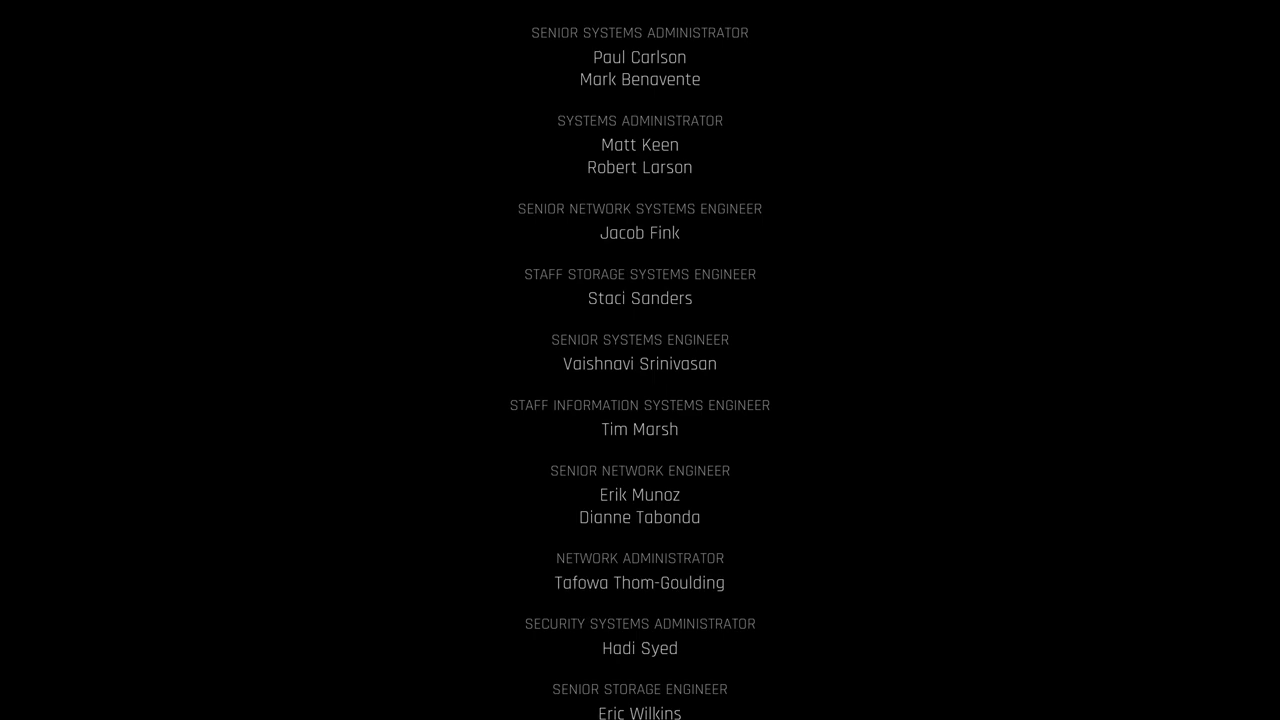 SENIOR SYSTEMS ADMINISTRATOR
Paul Carlson
Mark Benavente
SYSTEMS ADMINISTRATOR
Matt Keen
Robert Larson
SENIOR NETWORK SYSTEMS ENGINEER
Jacob Fink
STAFF STORAGE SYSTEMS ENGINEER
Staci Sanders
SENIOR SYSTEMS ENGINEER
Vaishnavi Srinivasan
STAFF INFORMATION SYSTEMS ENGINEER
Tim Marsh
SENIOR NETWORK ENGINEER
Erik Munoz
Dianne Tabonda
NETWORK ADMINISTRATOR
Tafowa Thom-Goulding
SECURITY SYSTEMS ADMINISTRATOR
Hadi Syed
SENIOR STORAGE ENGINEER
Eric Wilkins